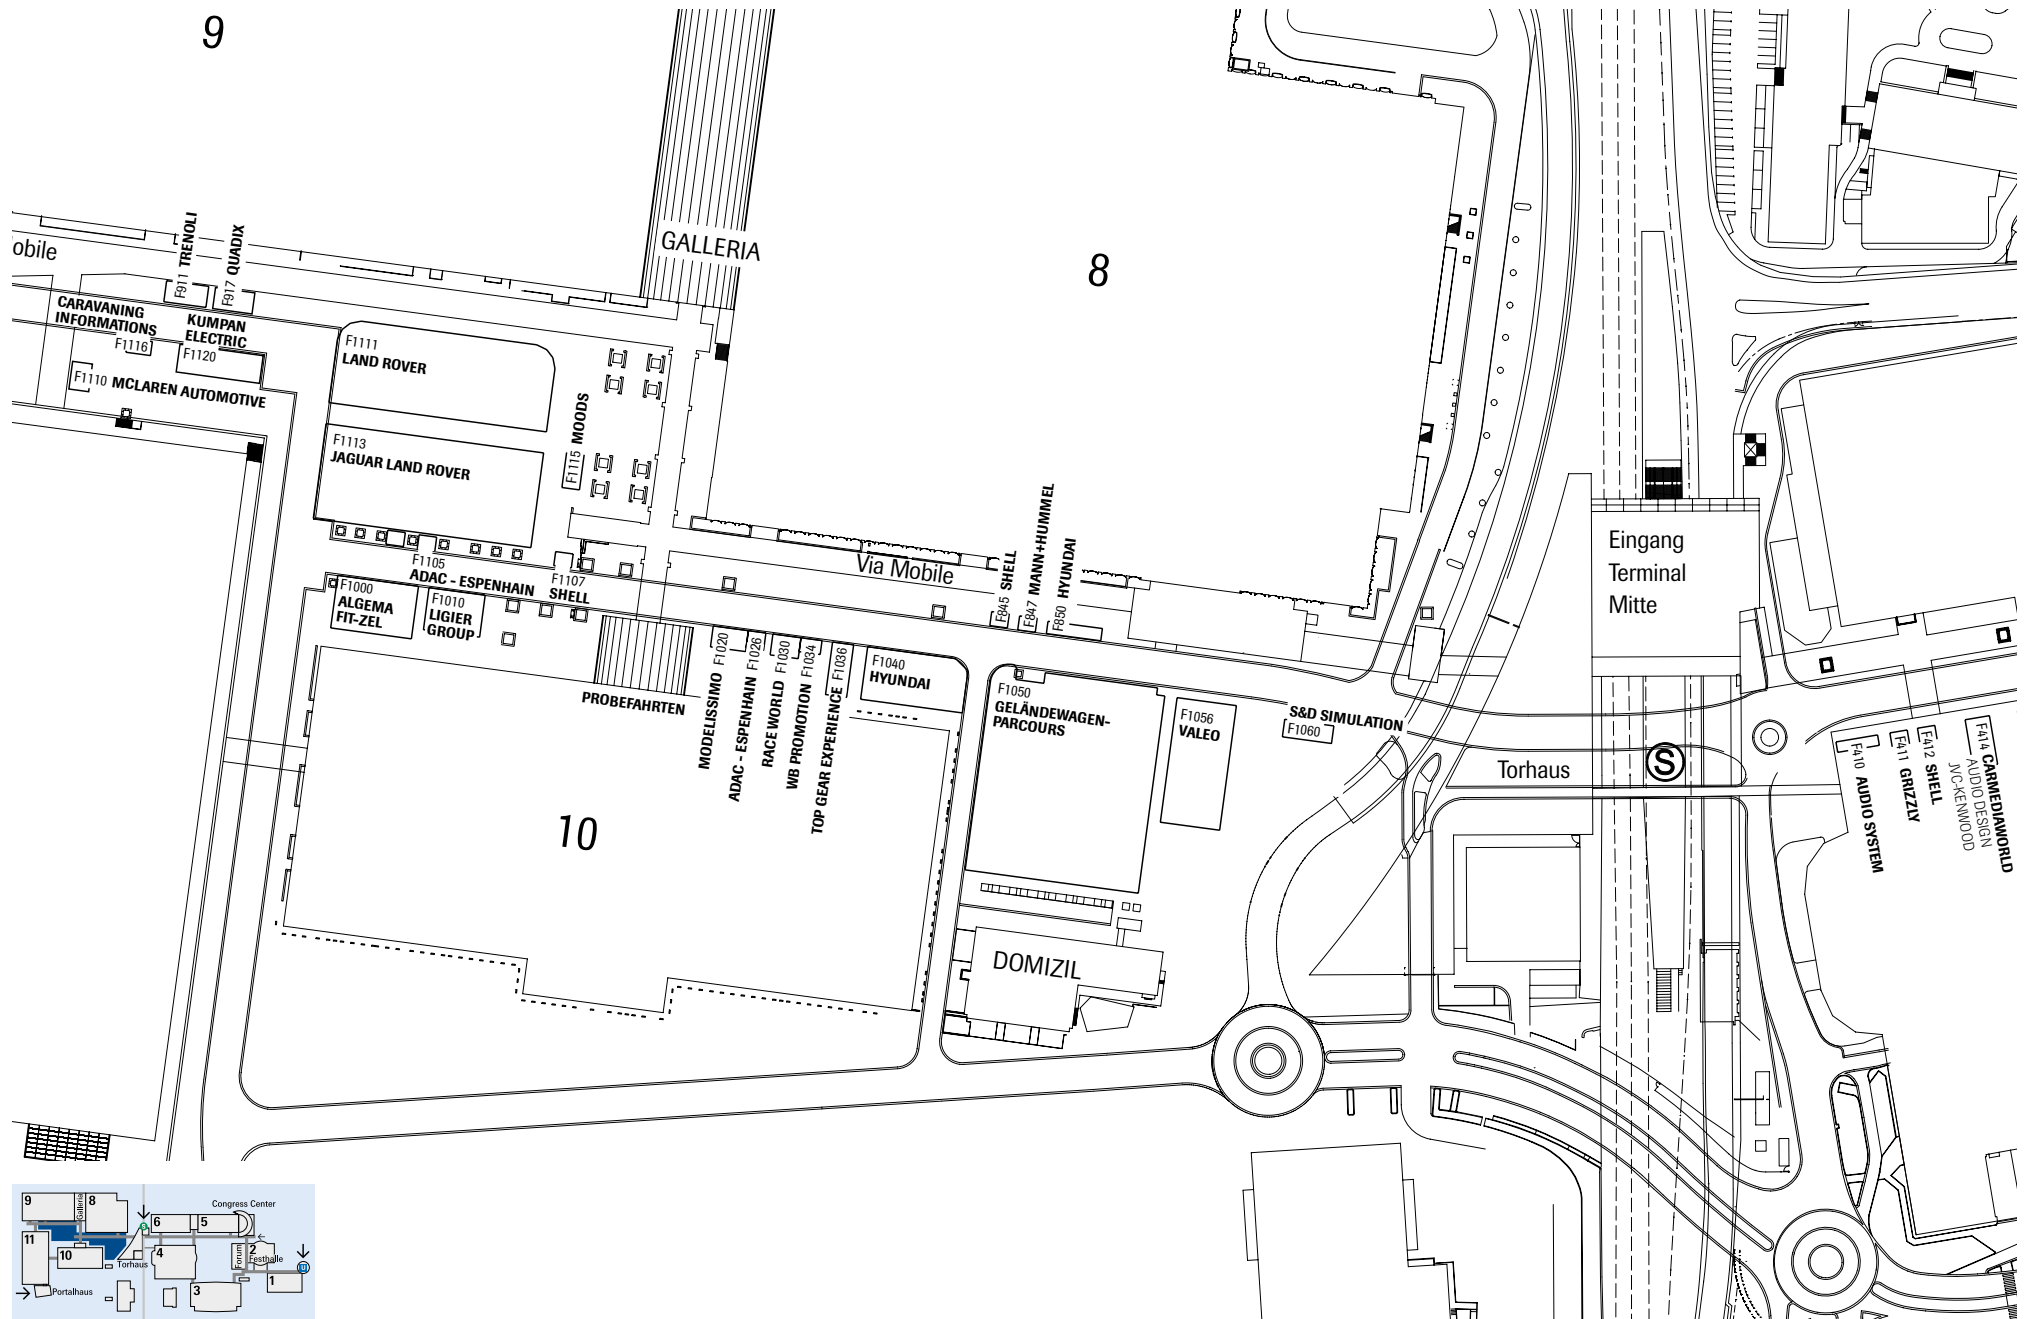 9
8
GALLERIA
obile
F911 TRENOLI
F917 QUADIX
CARAVANING
INFORMATIONS
F1116
KUMPAN
ELECTRIC
F1120
F1110 MCLAREN AUTOMOTIVE
F1111
LAND ROVER
F1113
JAGUAR LAND ROVER
F1115 MOODS
F1105
ADAC - ESPENHAIN
F1107
SHELL
F1000
ALGEMA
FIT-ZEL
F1010
LIGIER
GROUP
Via Mobile
F845 SHELL
F847 MANN+HUMMEL
F850 HYUNDAI
PROBEFAHRTEN
MODELISSIMO F1020
ADAC - ESPENHAIN F1026
RACE WORLD F1030
WB PROMOTION F1034
TOP GEAR EXPERIENCE F1036
F1040
HYUNDAI
F1050
GELÄNDEWAGEN-
PARCOURS
F1056
VALEO
S&D SIMULATION
F1060
Eingang
Terminal
Mitte
Torhaus
S
F410 AUDIO SYSTEM
F411 GRIZZLY
F412 SHELL
F414 CARMEDIAWORLD
AUDIO DESIGN
JVC-KENWOOD
10
DOMIZIL
9
Galleria
8
Congress Center
6
5
S
11
10
4
Torhaus
Forum
2
Festhalle
U
1
3
Portalhaus